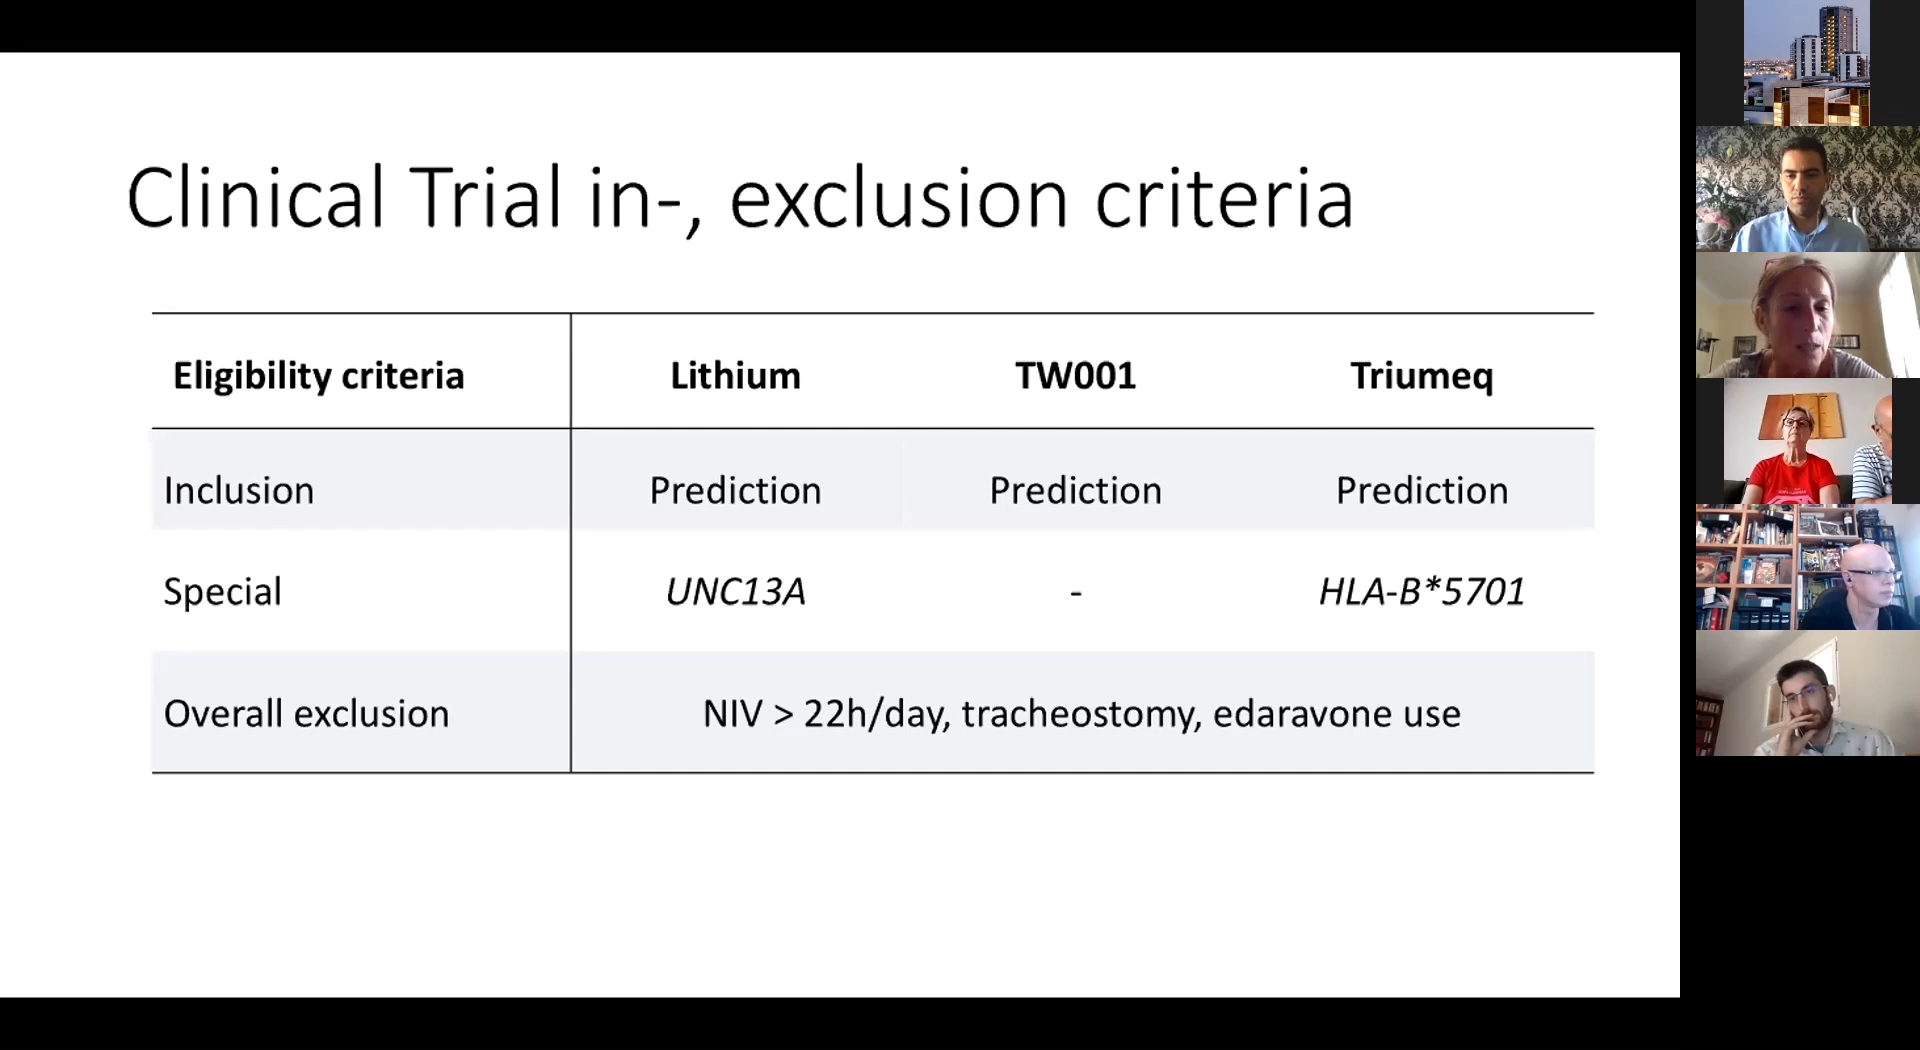 Clinical Trial in-, exclusion criteria
Eligibility criteria Lithium TW001 Triumeq
Inclusion Prediction Prediction Prediction
Special UNC13A - HLA-B*5701
Overall exclusion NIV > 22h/day, tracheostomy, edaravone use